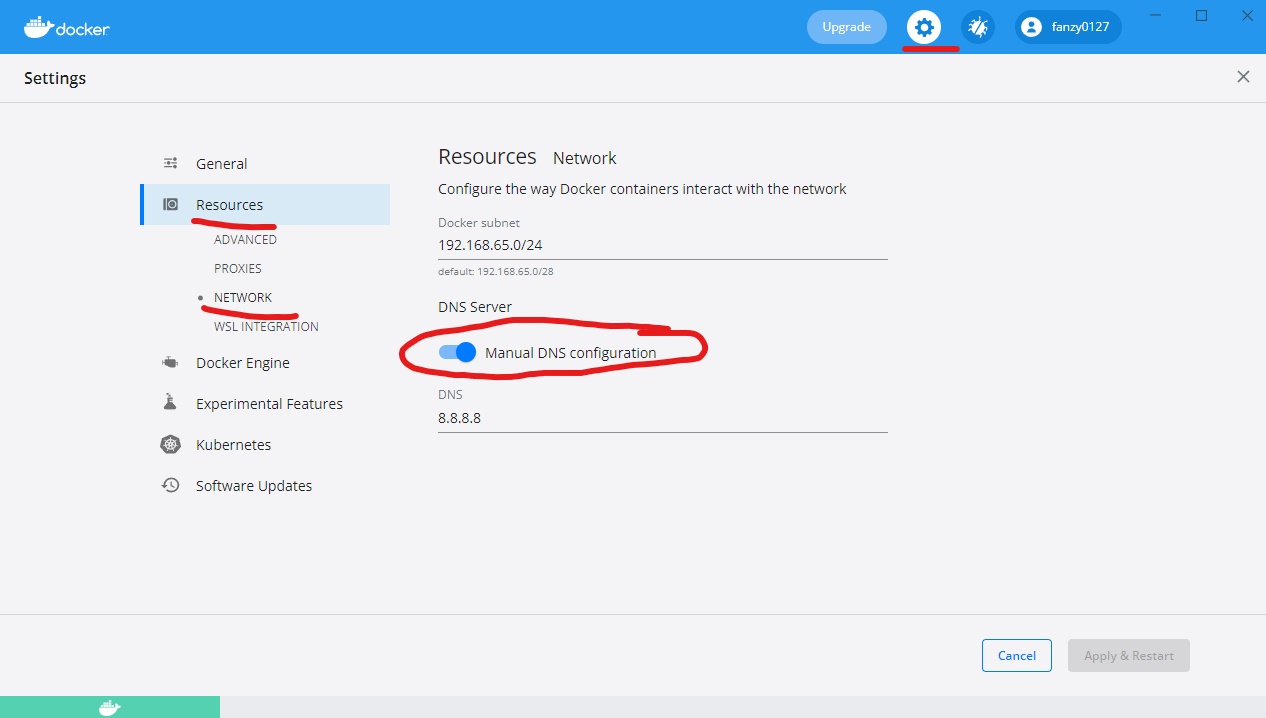 docker
Upgrade
fanzy0127
Settings
General
Resources
ADVANCED
PROXIES
NETWORK
WSL INTEGRATION
Docker Engine
Experimental Features
Kubernetes
Software Updates
Resources Network
Configure the way Docker containers interact with the network
Docker subnet
192.168.65.0/24
default: 192.168.65.0/28
DNS Server
Manual DNS configuration
DNS
8.8.8.8
Cancel
Apply & Restart